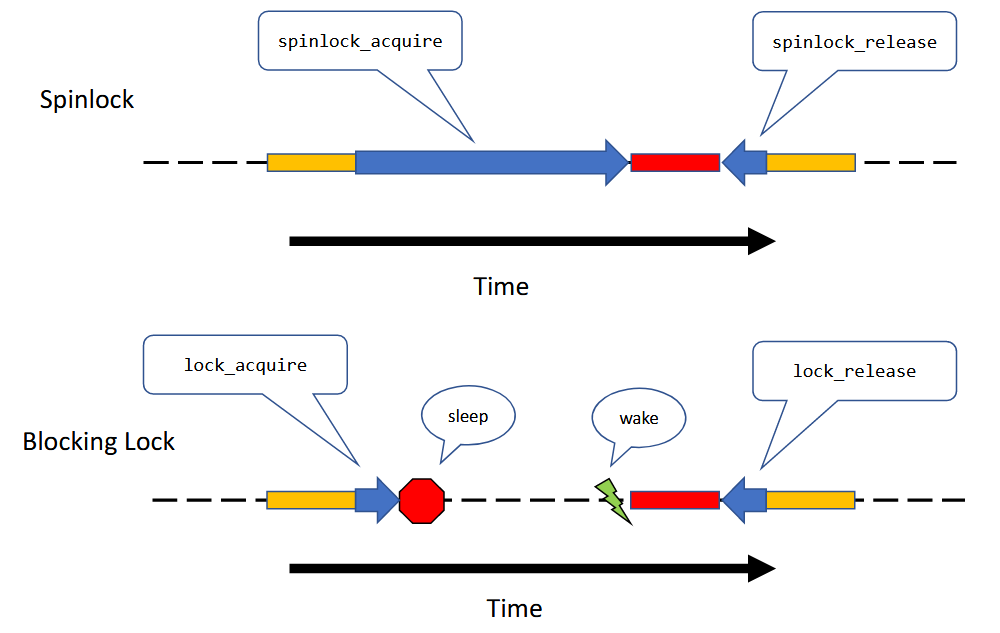 spinlock_acquire
spinlock_release
Spinlock
Time
lock_acquire
lock_release
sleep
wake
Blocking Lock
Time